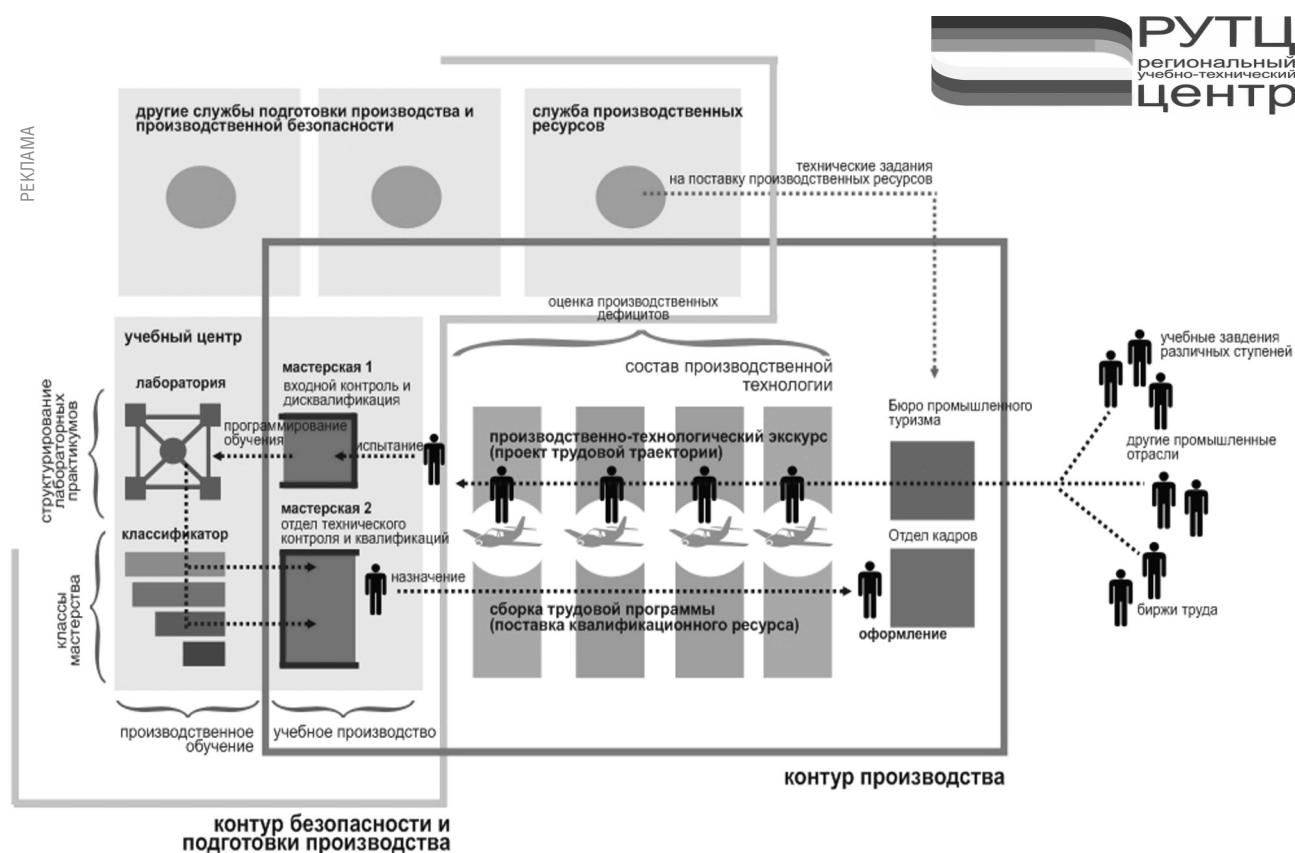 РУТЦ
региональный
учебно-технический
центр
РЕКЛАМА
другие службы подготовки производства и
производственной безопасности
служба производственных
ресурсов
технические задания
на поставку производственных ресурсов
оценка производственных
дефицитов
учебный центр
мастерская 1
входной контроль и
дисквалификация
состав производственной
технологии
учебные завдения
различных ступеней
структурирование
лабораторных
практикумов
лаборатория
программирование
обучения
испытание
производственно-технологический экскурс
(проект трудовой траектории)
Бюро промышленного
туризма
другие промышленные
отрасли
мастерская 2
отдел технического
контроля и квалификаций
классификатор
Отдел кадров
классы
мастерства
назначение
сборка трудовой программы
(поставка квалификационного ресурса)
оформление
биржи труда
производственное
обучение
учебное производство
контур производства
контур безопасности и
подготовки производства